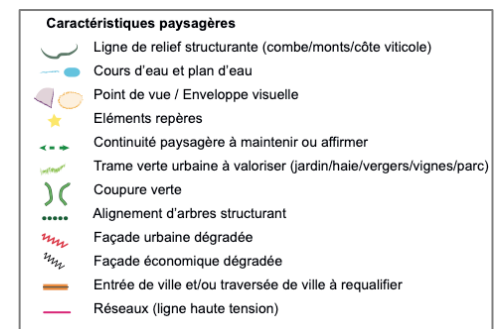 Caractéristiques paysagères
Ligne de relief structurante (combe/monts/côte viticole)
Cours d'eau et plan d'eau
Point de vue / Enveloppe visuelle
Eléments repères
Continuité paysagère à maintenir ou affirmer
Trame verte urbaine à valoriser (jardin/haie/vergers/vignes/parc)
Coupure verte
Alignement d'arbres structurant
Façade urbaine dégradée
Façade économique dégradée
Entrée de ville et/ou traversée de ville à requalifier
Réseaux (ligne haute tension)